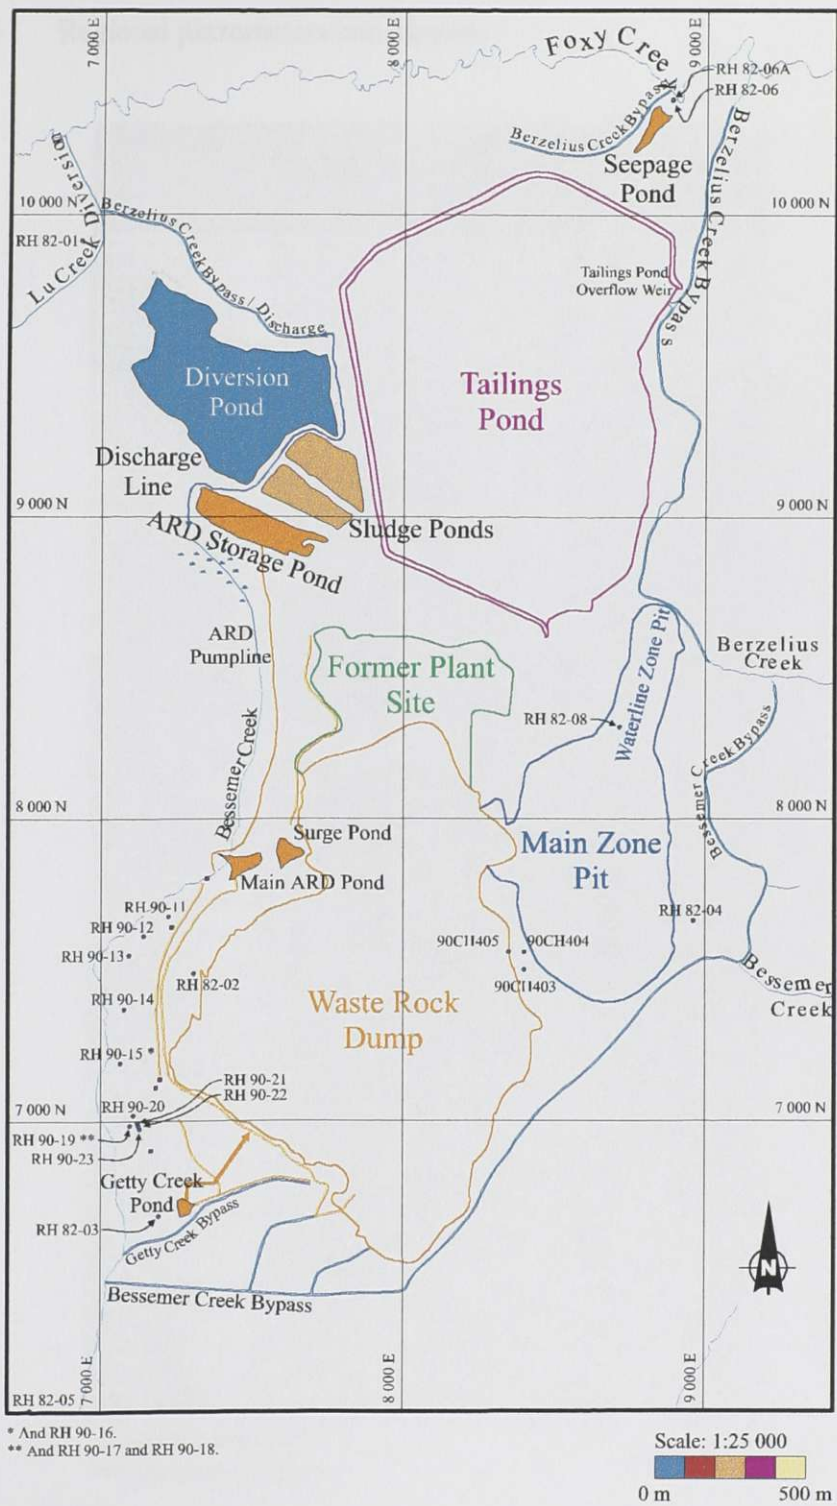 7 000 E
8 000 E
9 000 E
Foxy Creek
RH 82-06A
RH 82-06
Berzelius Creek Bypass
Seepage
Pond
Berzelius Creek Bypass
Lu Creek Diversion
10 000 N
10 000 N
RH 82-01
Berzelius Creek Bypass / Discharge
Tailings Pond
Overflow Weir
Diversion
Pond
Tailings
Pond
Discharge
Line
9 000 N
9 000 N
Sludge Ponds
ARD Storage Pond
ARD
Pumpline
Former Plant
Site
Berzelius
Creek
Waterline Zone Pit
RH 82-08
Bessemer Creek Bypass
Bessemer Creek
8 000 N
8 000 N
Surge Pond
Main ARD Pond
Main Zone
Pit
RH 90-11
RH 90-12
RH 90-13
RH 82-04
90CH405
90CH404
90CH403
RH 82-02
Bessemer
Creek
RH 90-14
Waste Rock
Dump
RH 90-15 *
RH 90-21
RH 90-22
7 000 N
7 000 N
RH 90-20
RH 90-19 **
RH 90-23
Getty Creek
Pond
RH 82-03
Getty Creek Bypass
Bessemer Creek Bypass
N
7 000 E
8 000 E
9 000 E
RH 82-05
* And RH 90-16.
** And RH 90-17 and RH 90-18.
Scale: 1:25 000
0 m
500 m